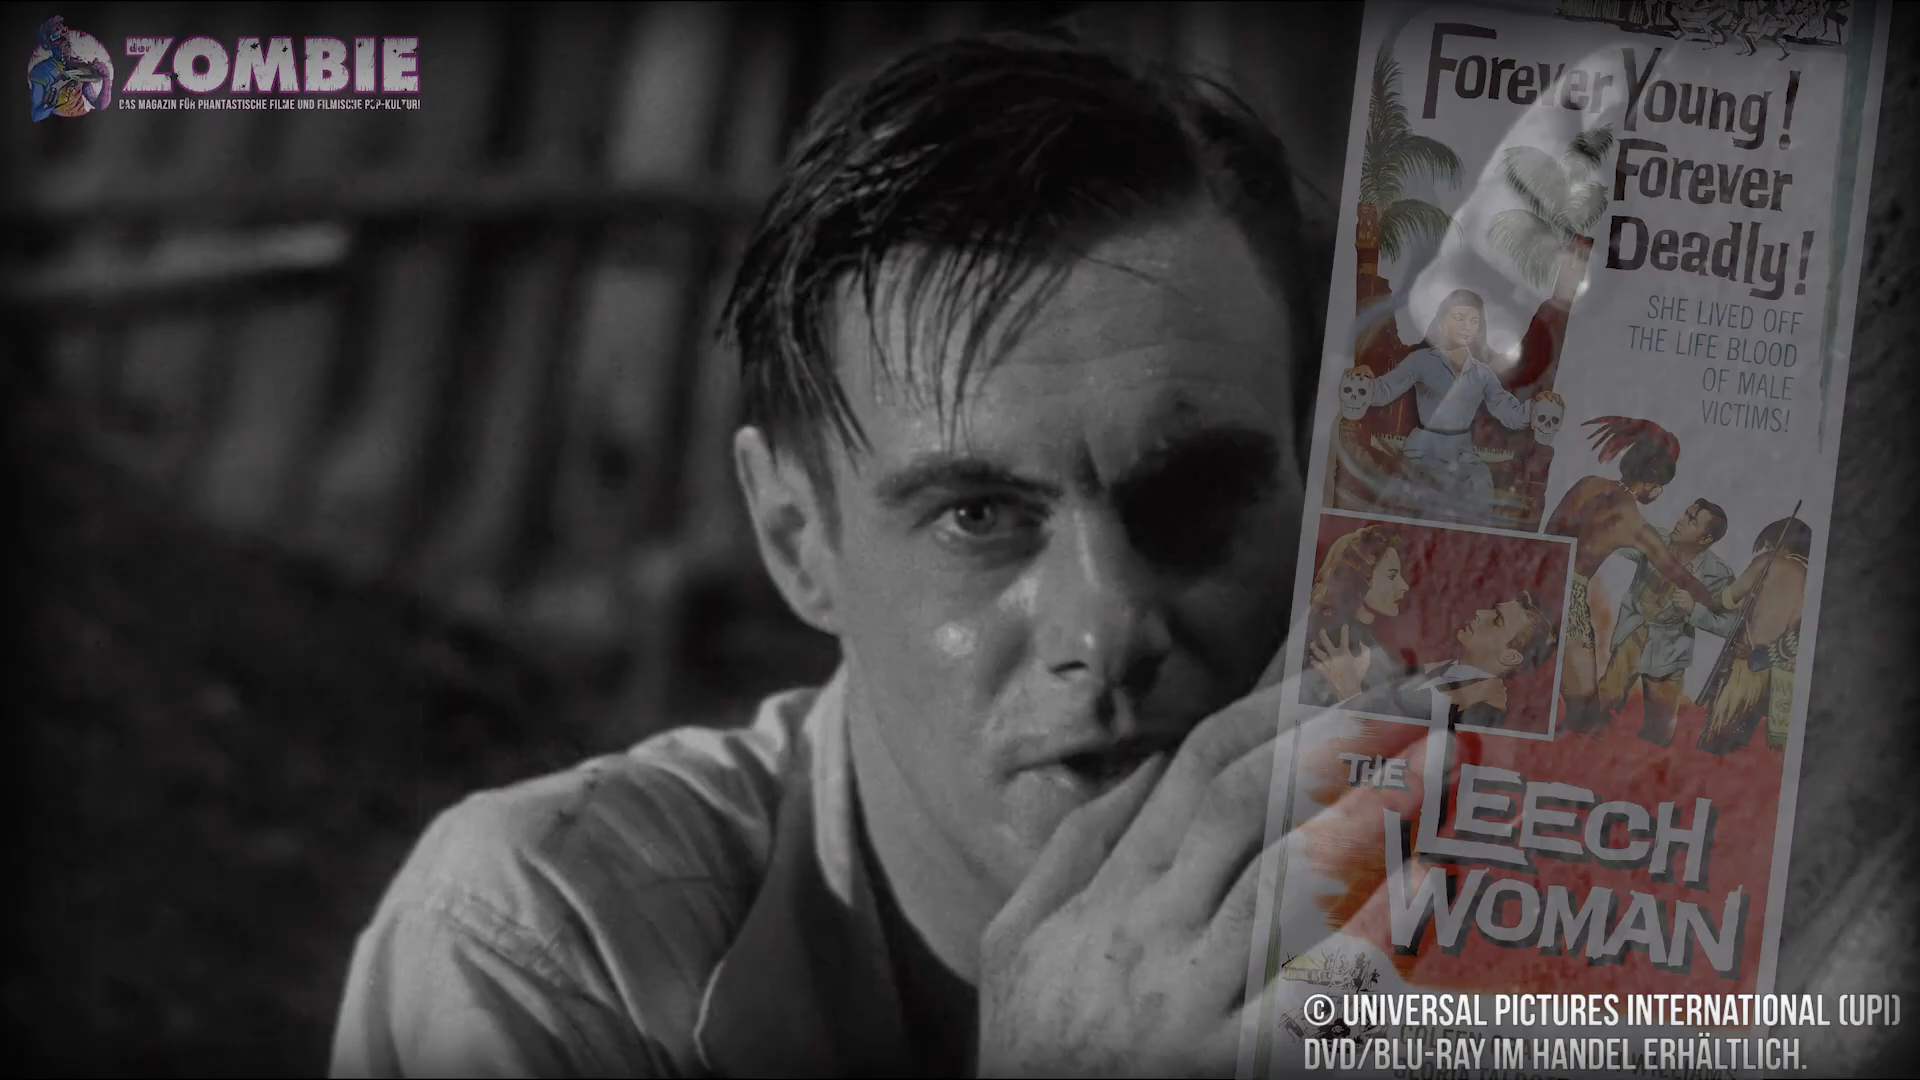 der
ZOMBIE
DAS MAGAZIN FÜR PHANTASTISCHE FILME UND FILMISCHE POP-KULTUR!
Forever Young!
Forever
Deadly!
SHE LIVED OFF
THE LIFE BLOOD
OF MALE
VICTIMS!
THE LEECH
WOMAN
© UNIVERSAL PICTURES INTERNATIONAL (UPI)
DVD/BLU-RAY IM HANDEL ERHÄLTLICH.